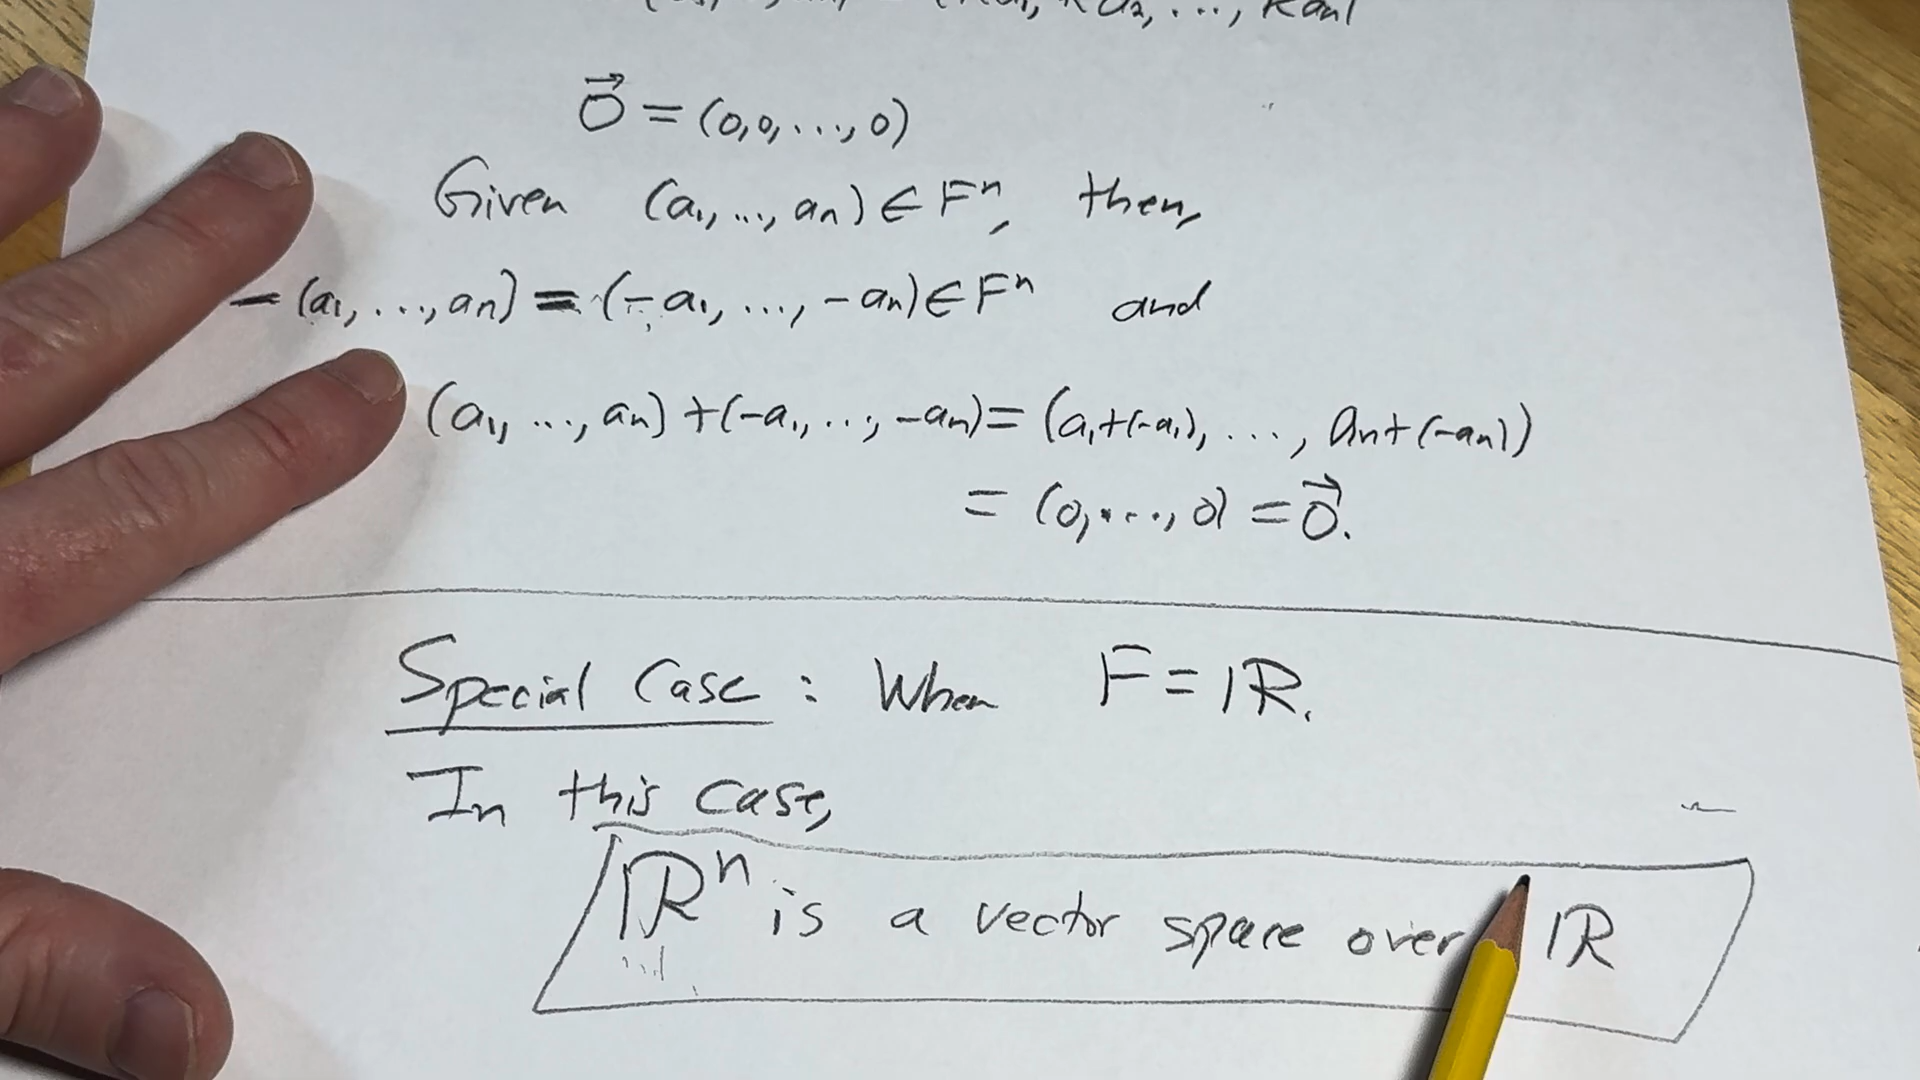 , ..., kan)
0⃗ = (0,0, ..., 0)
Given (a₁, ..., aₙ) ∈ Fⁿ, then,
- (a₁, ..., aₙ) = (-a₁, ..., -aₙ) ∈ Fⁿ and
(a₁, ..., aₙ) + (-a₁, ..., -aₙ) = (a₁+(-a₁), ..., aₙ+(-aₙ))
= (0, ..., 0) = 0⃗.
Special Case : When F = ℝ.
In this case,
ℝⁿ is a vector space over ℝ